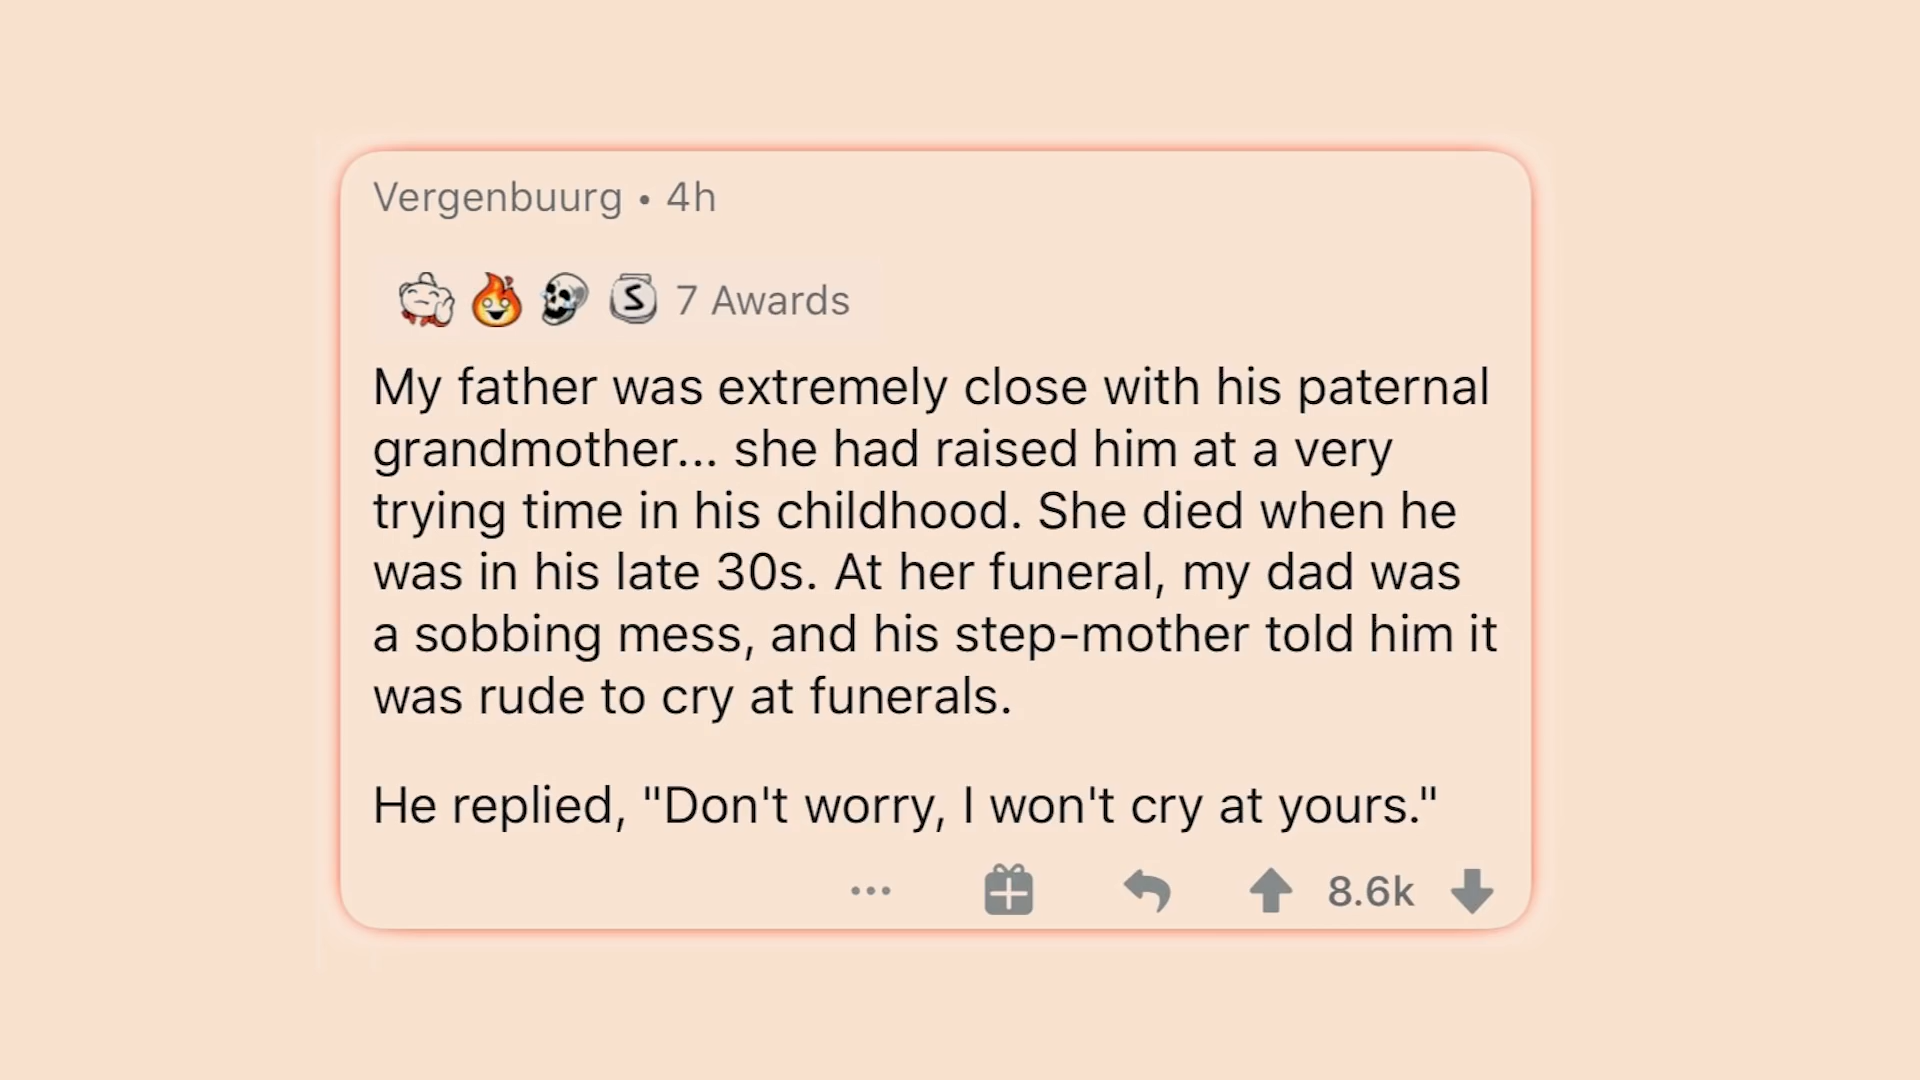 Vergenbuurg • 4h
S 7 Awards
My father was extremely close with his paternal
grandmother... she had raised him at a very
trying time in his childhood. She died when he
was in his late 30s. At her funeral, my dad was
a sobbing mess, and his step-mother told him it
was rude to cry at funerals.
He replied, "Don't worry, I won't cry at yours."
8.6k